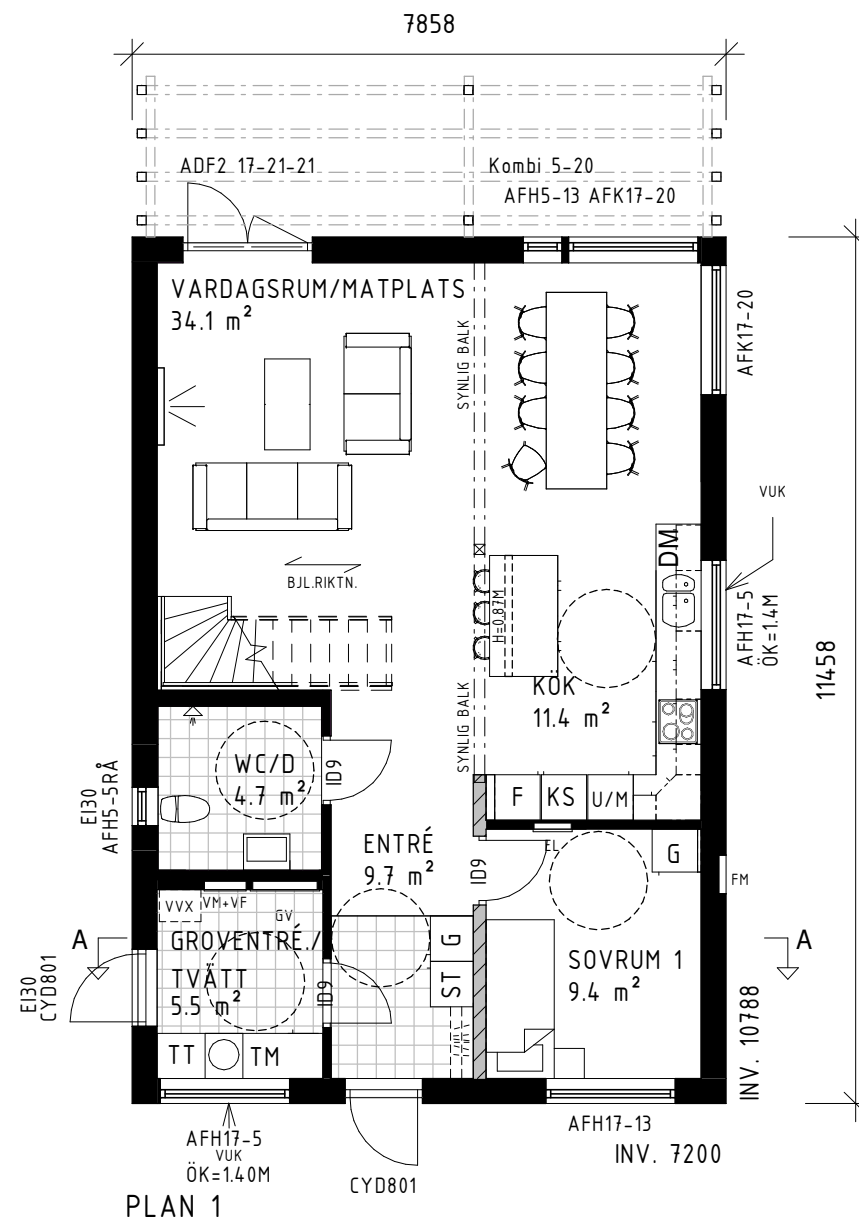 7858
ADF2 17-21-21
Kombi 5-20
AFH5-13 AFK17-20
VARDAGSRUM/MATPLATS
34.1 m²
SYNLIG BALK
AFK17-20
VUK
BJL.RIKTN.
DM
H=0.87M
AFH17-5
ÖK=1.4M
11458
KÖK
11.4 m²
SYNLIG BALK
WC/D
4.7 m²
ID9
EI30
AFH5-5RÅ
F
KS
U/M
ENTRÉ
9.7 m²
EL
ID9
G
FM
VVX
VM+VF
GV
A
GROVENTRÉ./
TVÄTT
5.5 m²
ID9
G
ST
SOVRUM 1
9.4 m²
A
EI30
CYD801
TT
TM
INV. 10788
AFH17-5
VUK
ÖK=1.40M
CYD801
AFH17-13
INV. 7200
PLAN 1